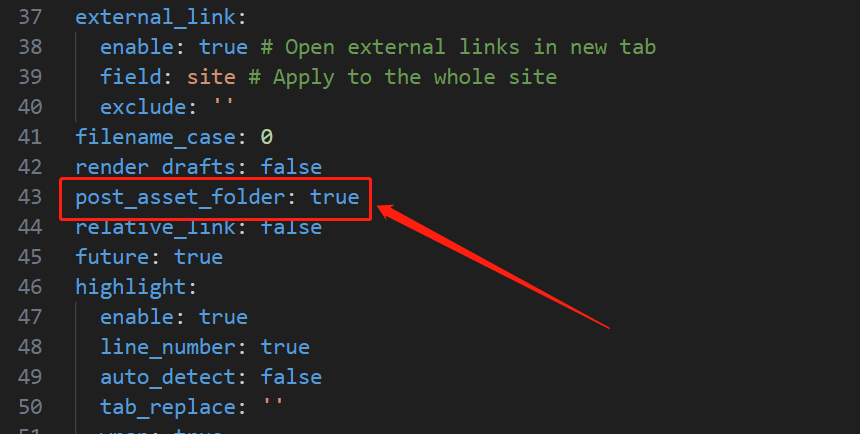 37 external_link:
38 enable: true # Open external links in new tab
39 field: site # Apply to the whole site
40 exclude: ''
41 filename_case: 0
42 render_drafts: false
43 post_asset_folder: true
44 relative_link: false
45 future: true
46 highlight:
47 enable: true
48 line_number: true
49 auto_detect: false
50 tab_replace: ''